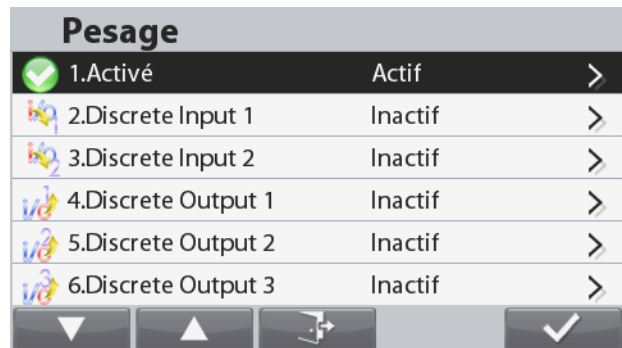 Pesage
1.Activé Actif
2.Discrete Input 1 Inactif
3.Discrete Input 2 Inactif
4.Discrete Output 1 Inactif
5.Discrete Output 2 Inactif
6.Discrete Output 3 Inactif